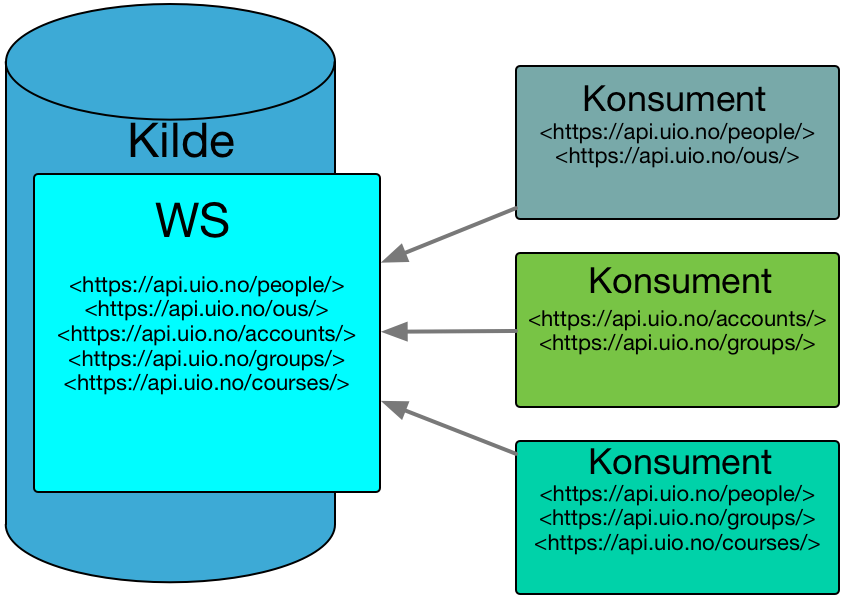 Kilde
WS
<https://api.uio.no/people/>
<https://api.uio.no/ous/>
<https://api.uio.no/accounts/>
<https://api.uio.no/groups/>
<https://api.uio.no/courses/>
Konsument
<https://api.uio.no/people/>
<https://api.uio.no/ous/>
Konsument
<https://api.uio.no/accounts/>
<https://api.uio.no/groups/>
Konsument
<https://api.uio.no/people/>
<https://api.uio.no/groups/>
<https://api.uio.no/courses/>